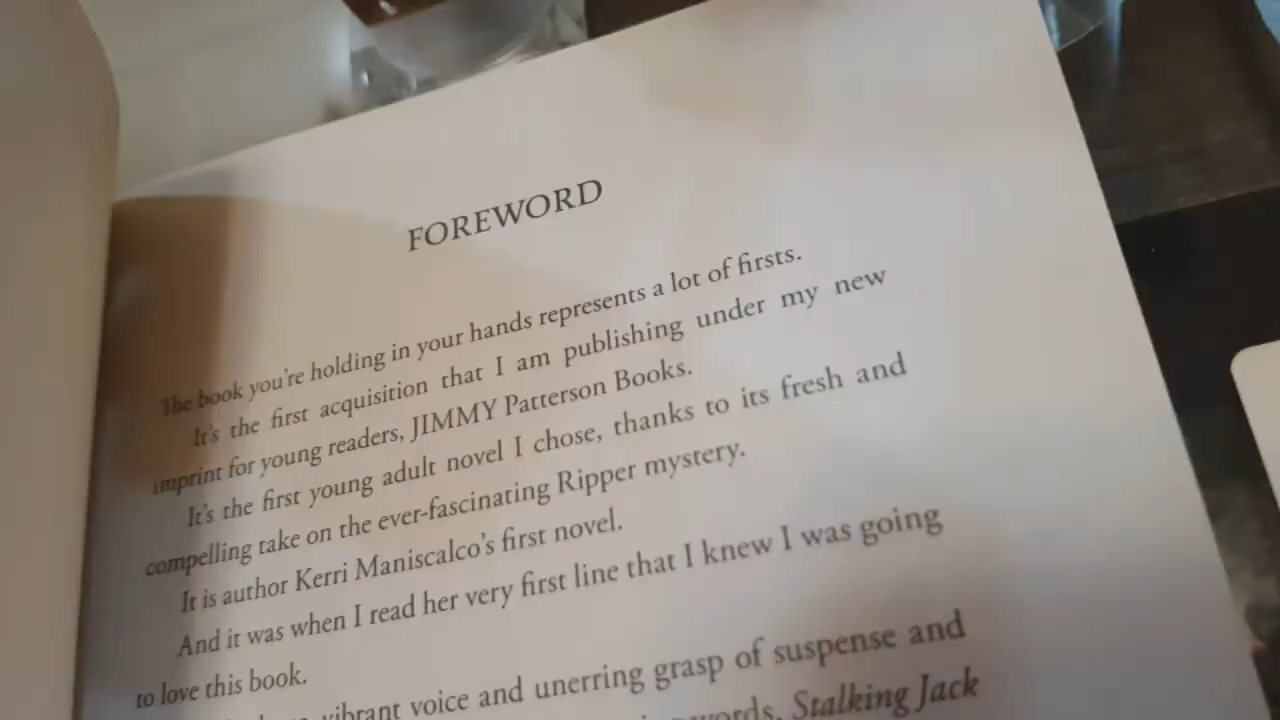 FOREWORD
The book you're holding in your hands represents a lot of firsts.
It's the first acquisition that I am publishing under my new
imprint for young readers, JIMMY Patterson Books.
It's the first young adult novel I chose, thanks to its fresh and
compelling take on the ever-fascinating Ripper mystery.
It is author Kerri Maniscalco's first novel.
And it was when I read her very first line that I knew I was going
to love this book.
vibrant voice and unerring grasp of suspense and
words, Stalking Jack